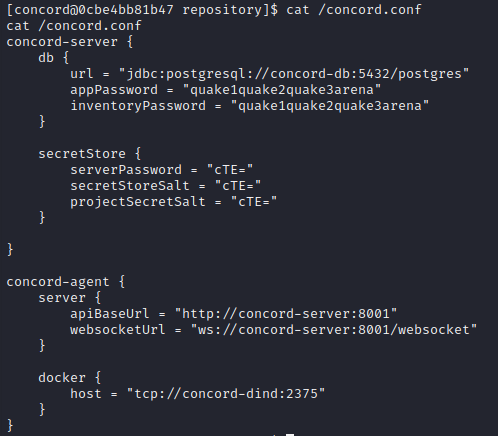 [concord@0cbe4bb81b47 repository]$ cat /concord.conf
cat /concord.conf
concord-server {
    db {
        url = "jdbc:postgresql://concord-db:5432/postgres"
        appPassword = "quake1quake2quake3arena"
        inventoryPassword = "quake1quake2quake3arena"
    }

    secretStore {
        serverPassword = "cTE="
        secretStoreSalt = "cTE="
        projectSecretSalt = "cTE="
    }

}

concord-agent {
    server {
        apiBaseUrl = "http://concord-server:8001"
        websocketUrl = "ws://concord-server:8001/websocket"
    }

    docker {
        host = "tcp://concord-dind:2375"
    }
}